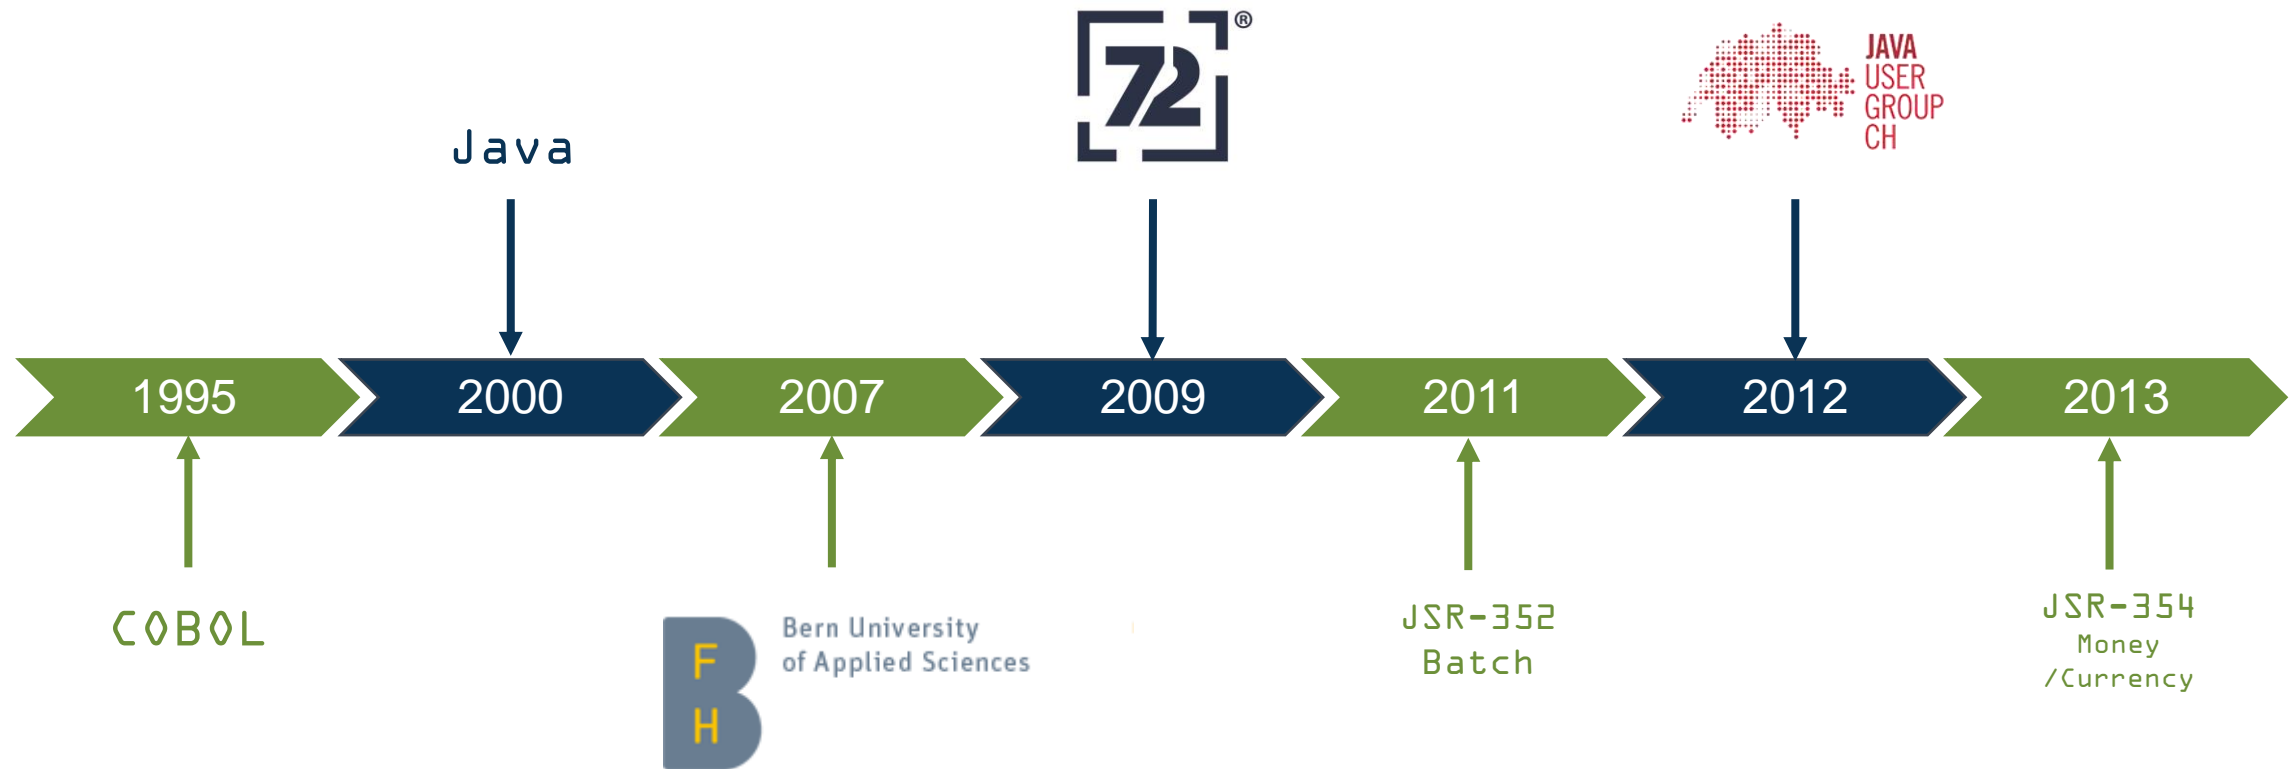 72®
JAVA
USER
GROUP
CH
Java
1995
2000
2007
2009
2011
2012
2013
COBOL
F
H
Bern University
of Applied Sciences
JSR-352
Batch
JSR-354
Money
/Currency